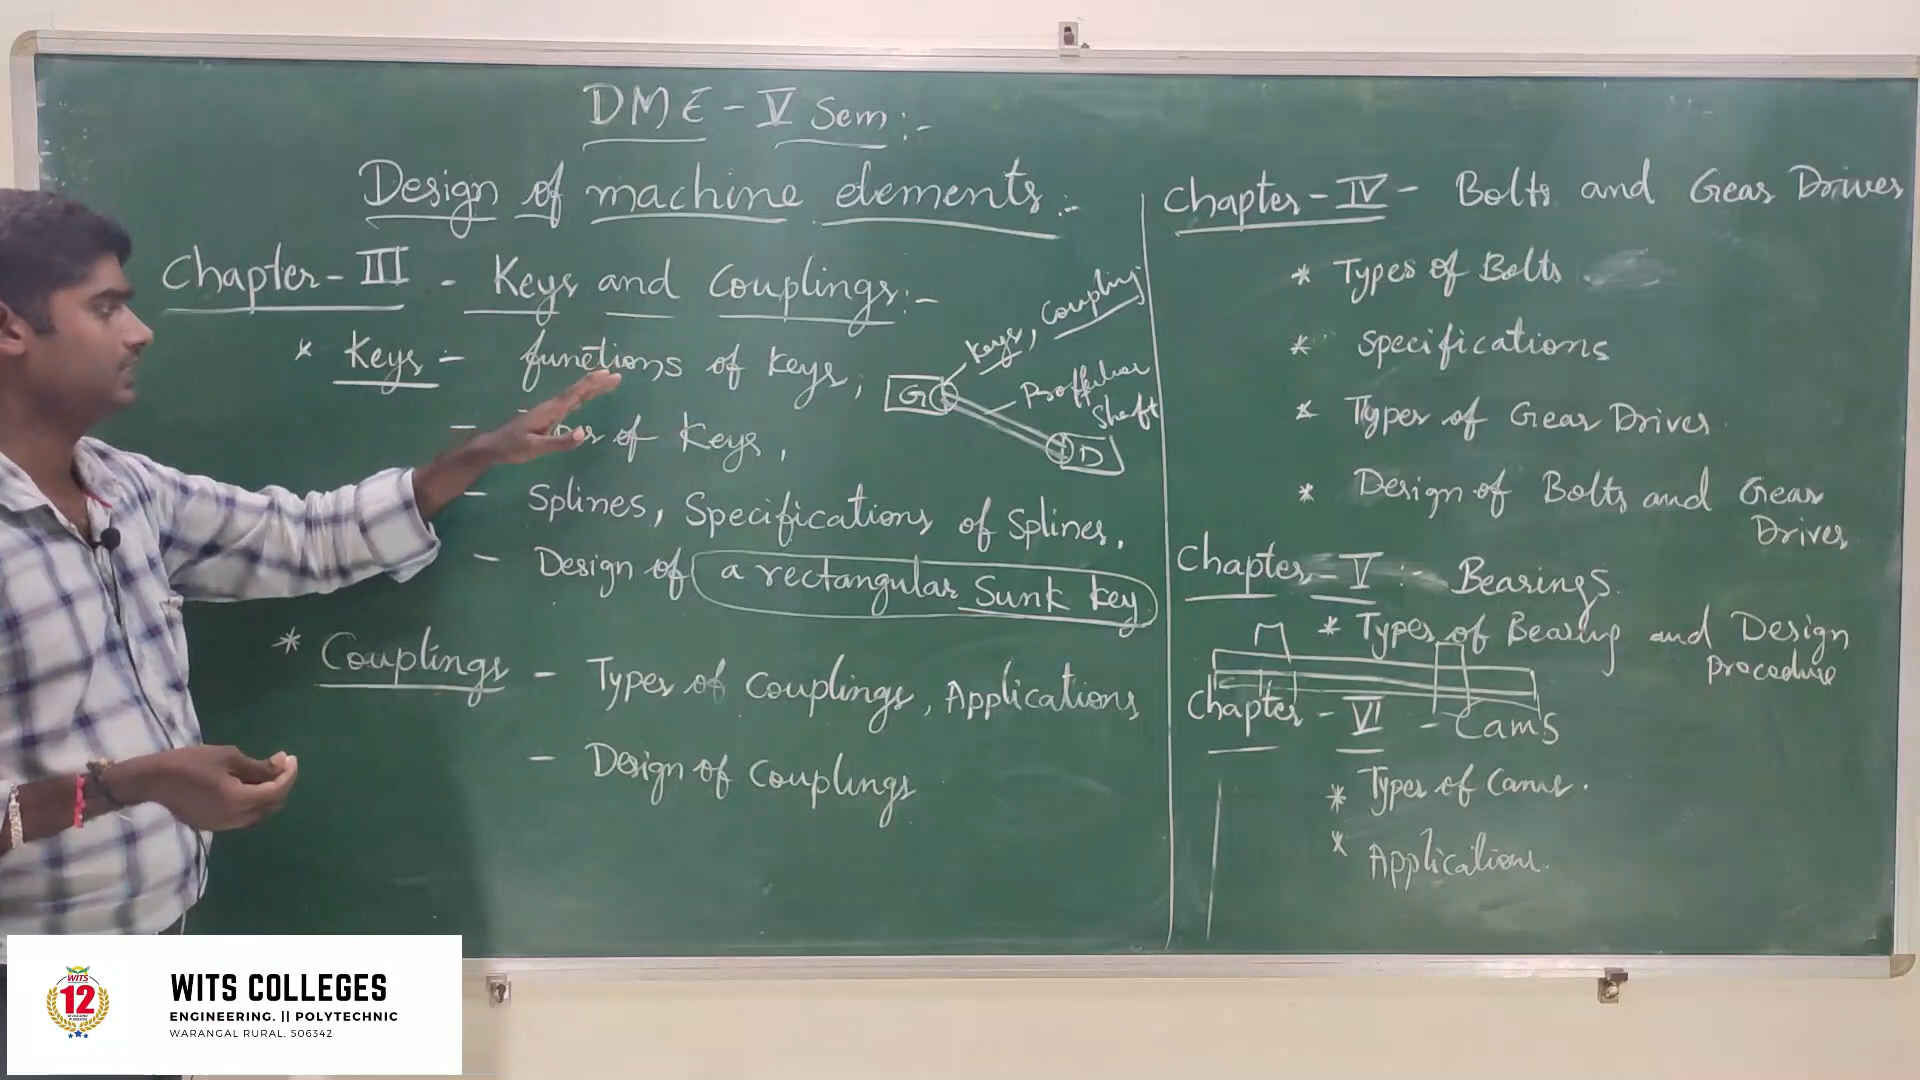 DME - V Sem :-
Design of machine elements :-
Chapter - III - Keys and Couplings :-
* Keys - functions of keys,
- of Keys,
- Splines, Specifications of Splines.
- Design of a rectangular Sunk key
* Couplings - Types of Couplings, Applications
- Design of Couplings
Keys, Coupling
G
Shaft
D
Chapter - IV - Bolts and Gear Drives
* Types of Bolts.
* Specifications
* Types of Gear Drives
* Design of Bolts and Gear
Drives
Chapter - V :- Bearings.
* Types of Bearing and Design
procedure
Chapter - VI - Cams
* Types of Cams.
* Applications.
WITS
12
WITS COLLEGES
ENGINEERING. || POLYTECHNIC
WARANGAL RURAL, 506342